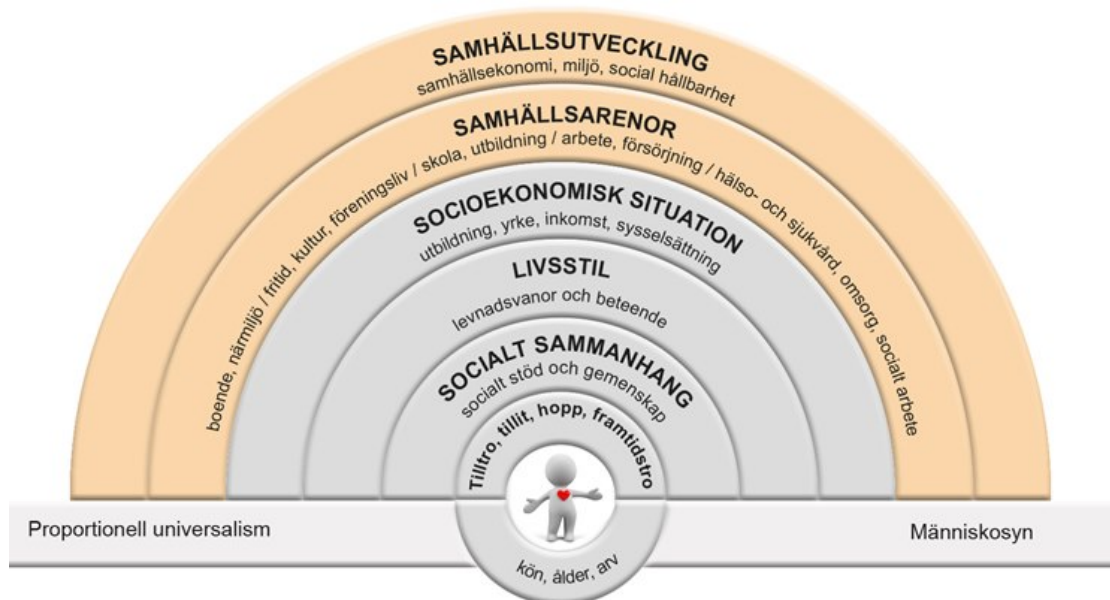 SAMHÄLLSUTVECKLING
samhällsekonomi, miljö, social hållbarhet
SAMHÄLLSARENOR
boende, närmiljö / fritid, kultur, föreningsliv / skola, utbildning / arbete, försörjning / hälso- och sjukvård, omsorg, socialt arbete
SOCIOEKONOMISK SITUATION
utbildning, yrke, inkomst, sysselsättning
LIVSSTIL
levnadsvanor och beteende
SOCIALT SAMMANHANG
socialt stöd och gemenskap
Tilltro, tillit, hopp, framtidstro
Proportionell universalism
Människosyn
kön, ålder, arv